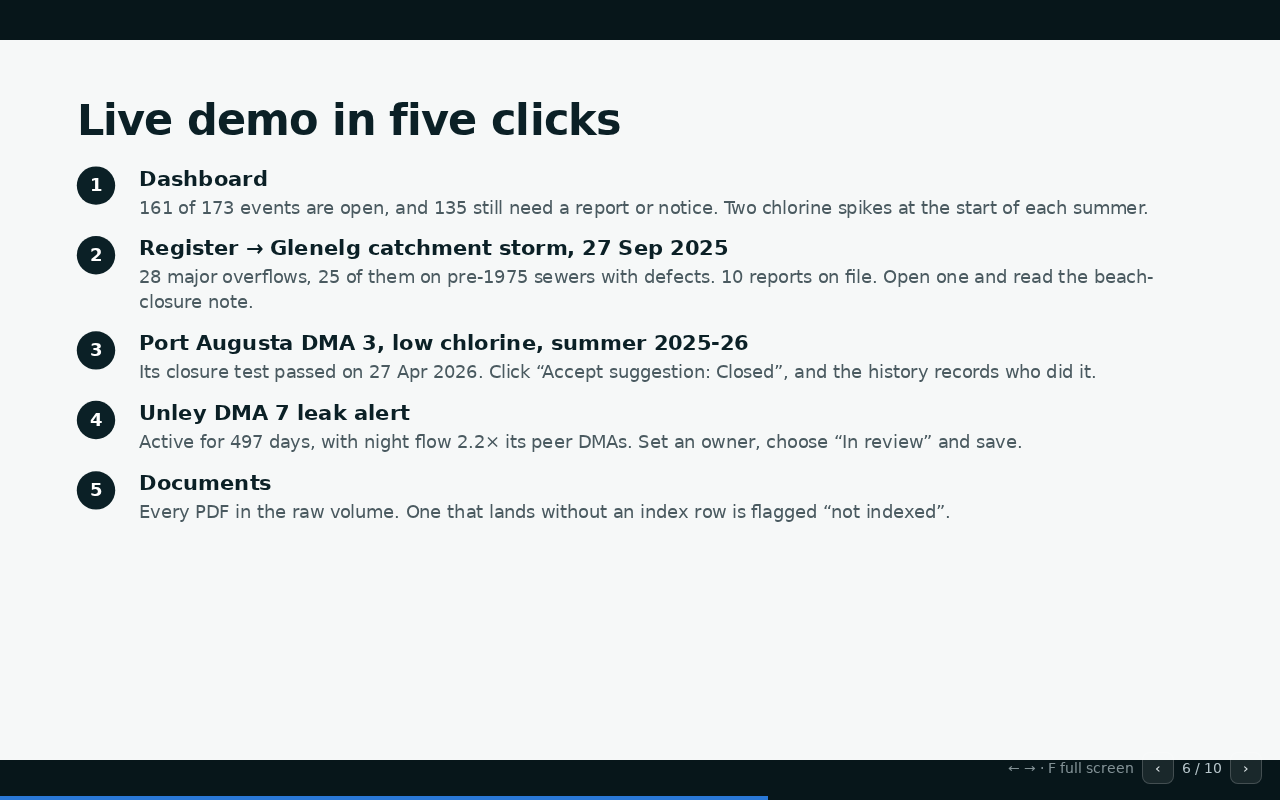 Live demo in five clicks
1
Dashboard
161 of 173 events are open, and 135 still need a report or notice. Two chlorine spikes at the start of each summer.
2
Register → Glenelg catchment storm, 27 Sep 2025
28 major overflows, 25 of them on pre-1975 sewers with defects. 10 reports on file. Open one and read the beach-
closure note.
3
Port Augusta DMA 3, low chlorine, summer 2025-26
Its closure test passed on 27 Apr 2026. Click “Accept suggestion: Closed”, and the history records who did it.
4
Unley DMA 7 leak alert
Active for 497 days, with night flow 2.2× its peer DMAs. Set an owner, choose “In review” and save.
5
Documents
Every PDF in the raw volume. One that lands without an index row is flagged “not indexed”.
← → · F full screen ‹ 6 / 10 ›